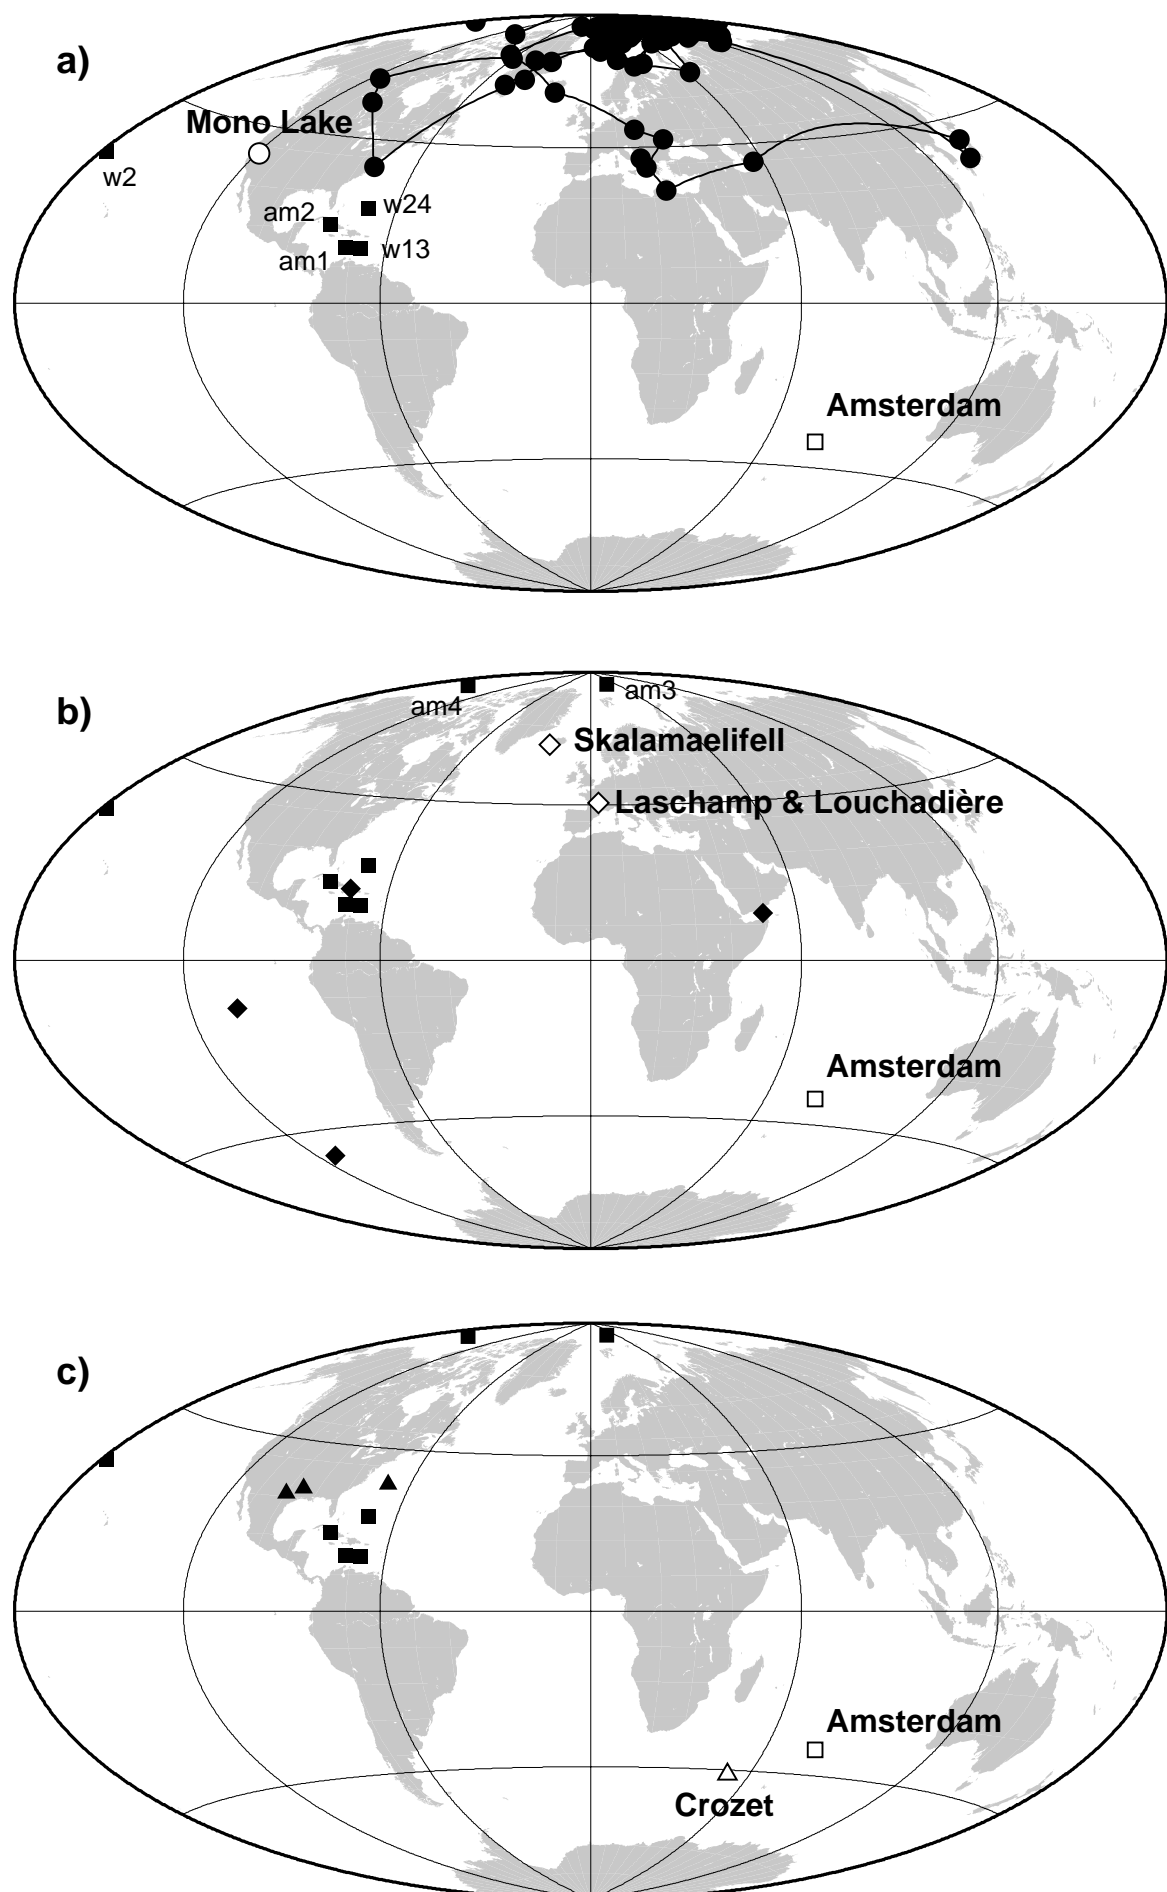 a)
Mono Lake
w2
am2
w24
am1
w13
Amsterdam
b)
am4
am3
Skalamaelifell
Laschamp & Louchadière
Amsterdam
c)
Amsterdam
Crozet